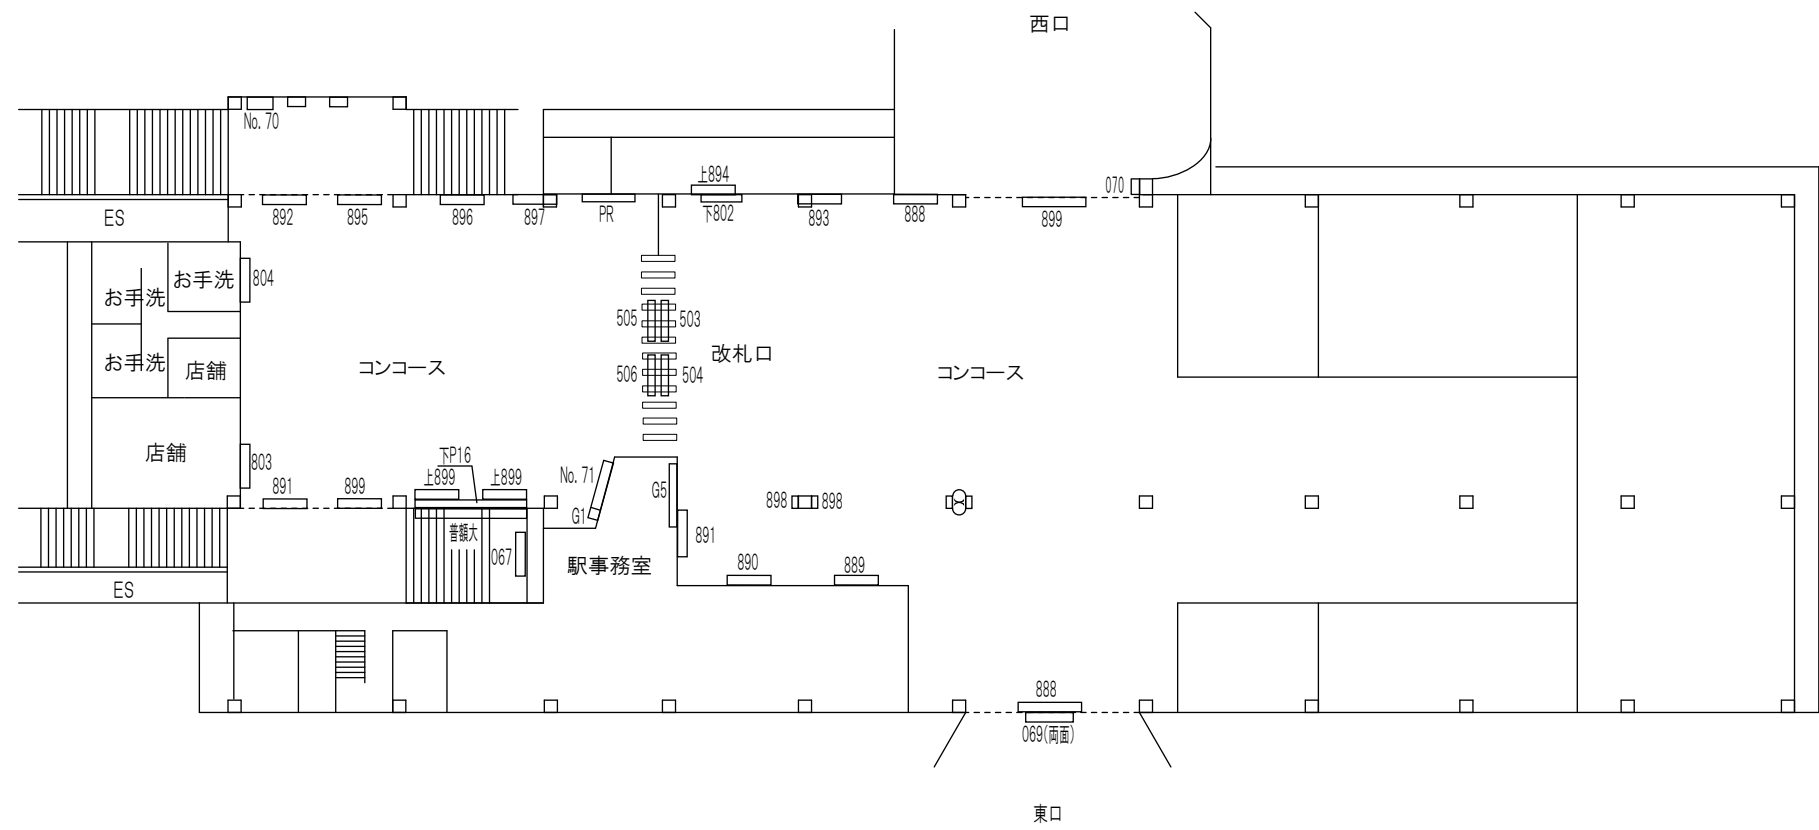 西口
No. 70
上894
070
ES
892
895
896
897
PR
下802
893
888
899
お手洗
804
お手洗
505
503
改札口
お手洗
店舗
コンコース
506
504
コンコース
店舗
803
下P16
上899
上899
No. 71
891
899
G5
G1
898
898
普額大
067
駅事務室
891
890
889
ES
888
069(両面)
東口